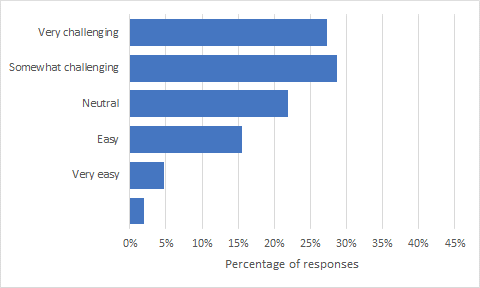 Very challenging
Somewhat challenging
Neutral
Easy
Very easy
0% 5% 10% 15% 20% 25% 30% 35% 40% 45%
Percentage of responses